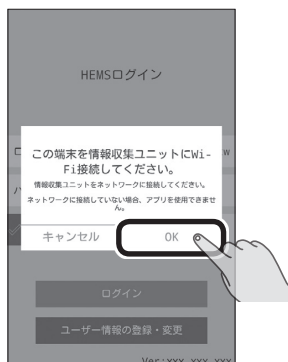 HEMSログイン
この端末を情報収集ユニットにWi-
Fi接続してください。
情報収集ユニットをネットワークに接続してください。
ネットワークに接続していない場合、アプリを使用できませ
ん。
キャンセル OK
ログイン
ユーザー情報の登録・変更
Ver:xxx.xxx.xxx